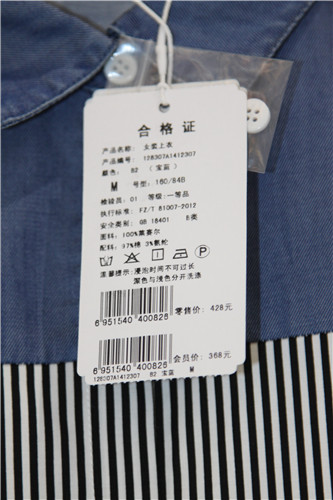 合格证
产品名称: 女装上衣
产品编号: 128307A1412307
颜色: 82 (宝蓝)
M 号型: 160/84B
检验员: 01 等级: 一等品
执行标准: FZ/T 81007-2012
安全类别: GB 18401 B类
面料: 100%莱赛尔
配料: 97%棉 3%氨纶
温馨提示: 浸泡时间不可过长
深色与浅色分开洗涤
6 951540 400826
零售价: 428元
6 951540 400826
会员价: 368元
128307A1412307 82 宝蓝 M